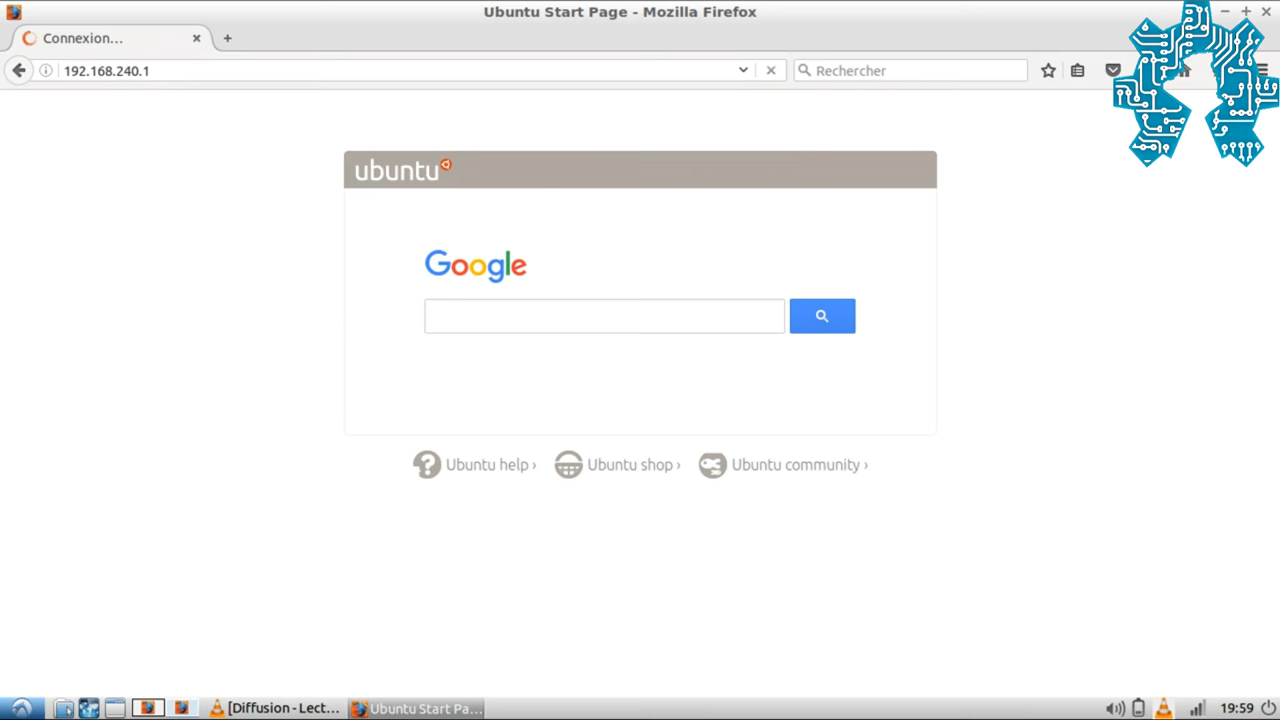 Ubuntu Start Page - Mozilla Firefox
Connexion...
192.168.240.1
Rechercher
ubuntu
Google
Ubuntu help ›
Ubuntu shop ›
Ubuntu community ›
[Diffusion - Lect...
Ubuntu Start Pa...
19:59